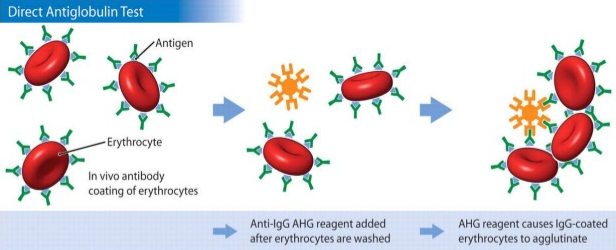 Direct Antiglobulin Test
Antigen
Erythrocyte
In vivo antibody
coating of erythrocytes
Anti-IgG AHG reagent added
after erythrocytes are washed
AHG reagent causes IgG-coated
erythrocytes to agglutinate